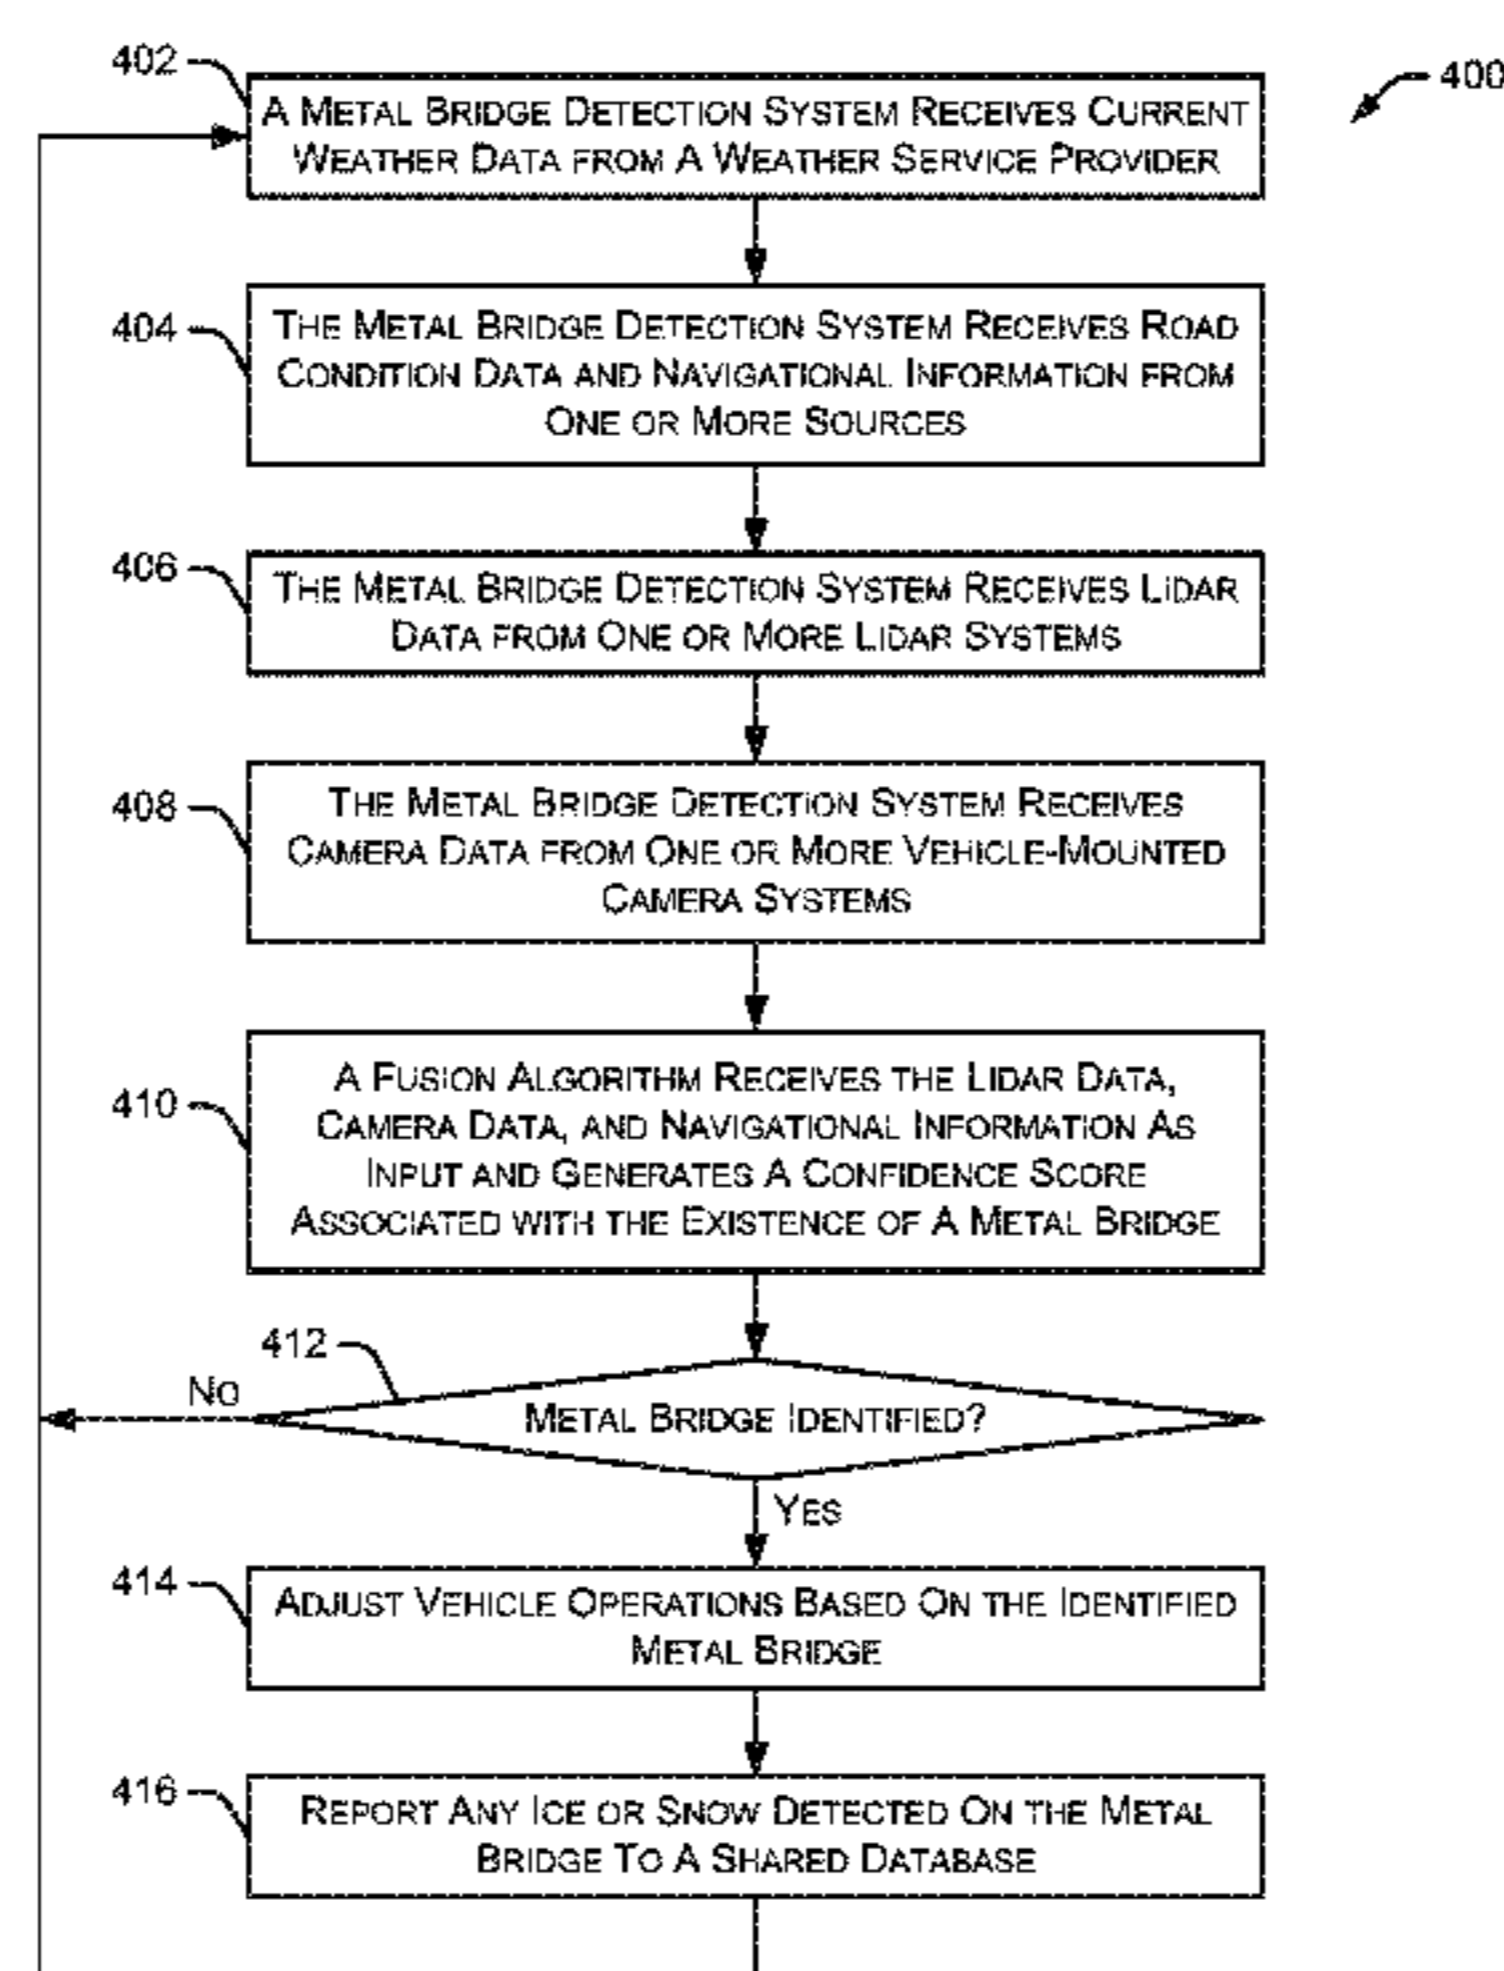 402
400
A METAL BRIDGE DETECTION SYSTEM RECEIVES CURRENT
WEATHER DATA FROM A WEATHER SERVICE PROVIDER
404
THE METAL BRIDGE DETECTION SYSTEM RECEIVES ROAD
CONDITION DATA AND NAVIGATIONAL INFORMATION FROM
ONE OR MORE SOURCES
406
THE METAL BRIDGE DETECTION SYSTEM RECEIVES LIDAR
DATA FROM ONE OR MORE LIDAR SYSTEMS
408
THE METAL BRIDGE DETECTION SYSTEM RECEIVES
CAMERA DATA FROM ONE OR MORE VEHICLE-MOUNTED
CAMERA SYSTEMS
410
A FUSION ALGORITHM RECEIVES THE LIDAR DATA,
CAMERA DATA, AND NAVIGATIONAL INFORMATION AS
INPUT AND GENERATES A CONFIDENCE SCORE
ASSOCIATED WITH THE EXISTENCE OF A METAL BRIDGE
412
NO
METAL BRIDGE IDENTIFIED?
YES
414
ADJUST VEHICLE OPERATIONS BASED ON THE IDENTIFIED
METAL BRIDGE
416
REPORT ANY ICE OR SNOW DETECTED ON THE METAL
BRIDGE TO A SHARED DATABASE